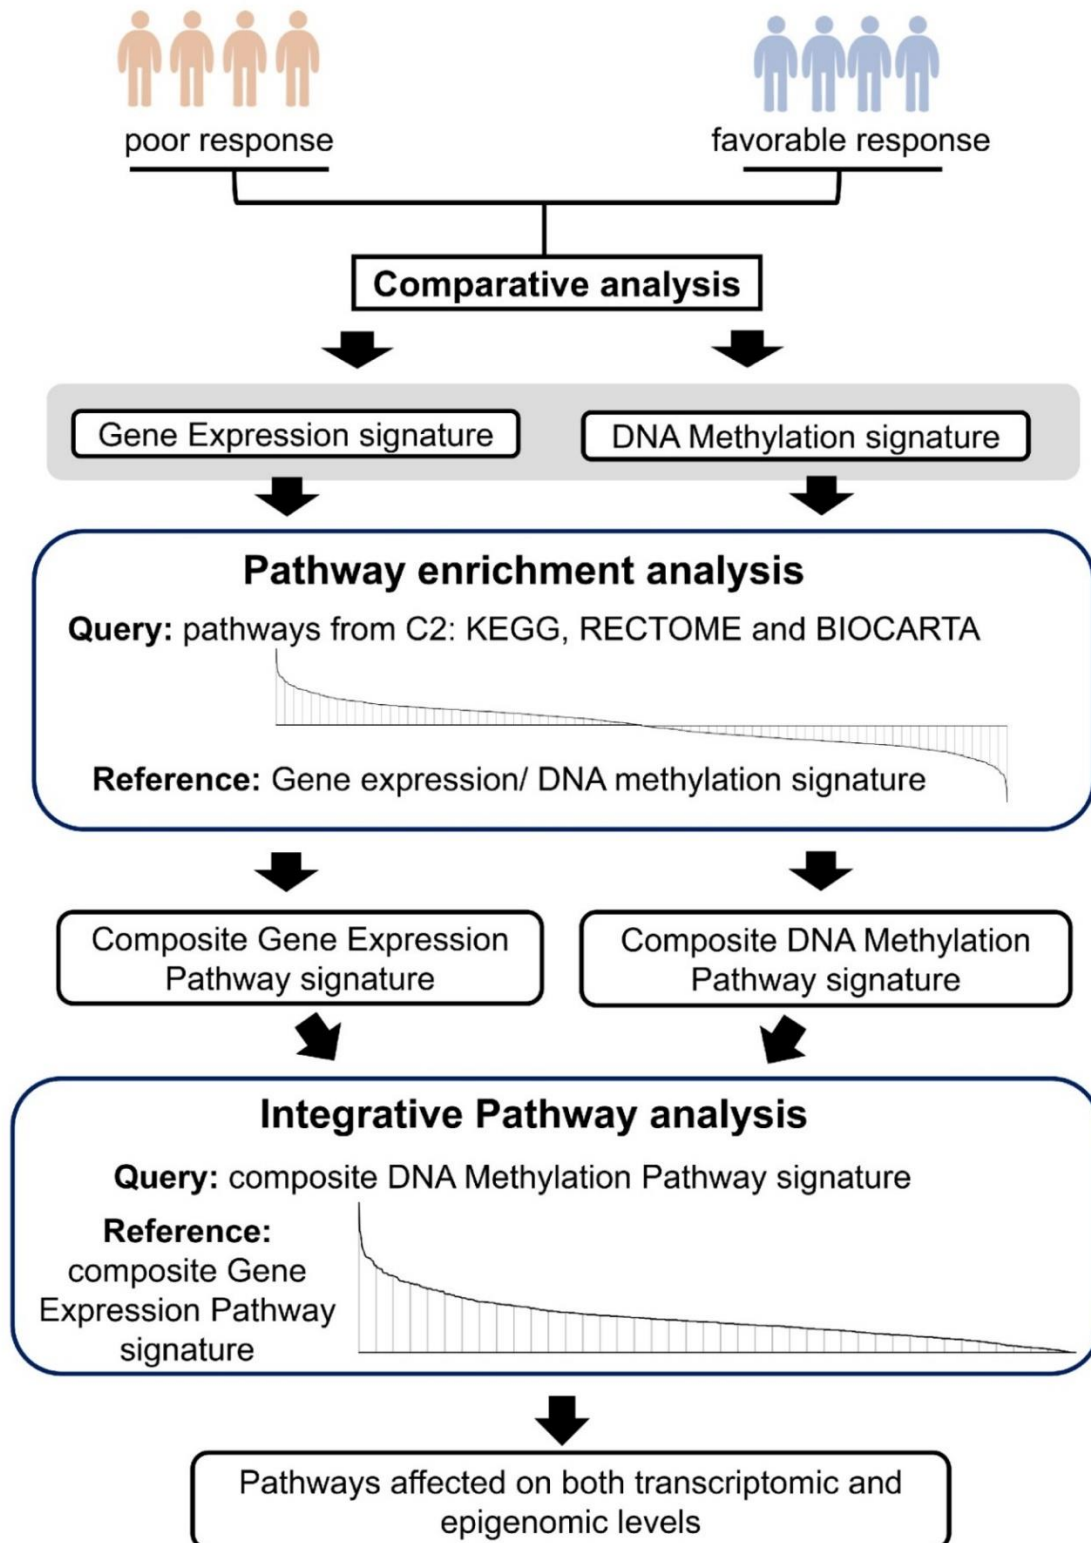 poor response
favorable response
Comparative analysis
Gene Expression signature
DNA Methylation signature
Pathway enrichment analysis
Query: pathways from C2: KEGG, RECTOME and BIOCARTA
Reference: Gene expression/ DNA methylation signature
Composite Gene Expression
Pathway signature
Composite DNA Methylation
Pathway signature
Integrative Pathway analysis
Query: composite DNA Methylation Pathway signature
Reference:
composite Gene
Expression Pathway
signature
Pathways affected on both transcriptomic and
epigenomic levels